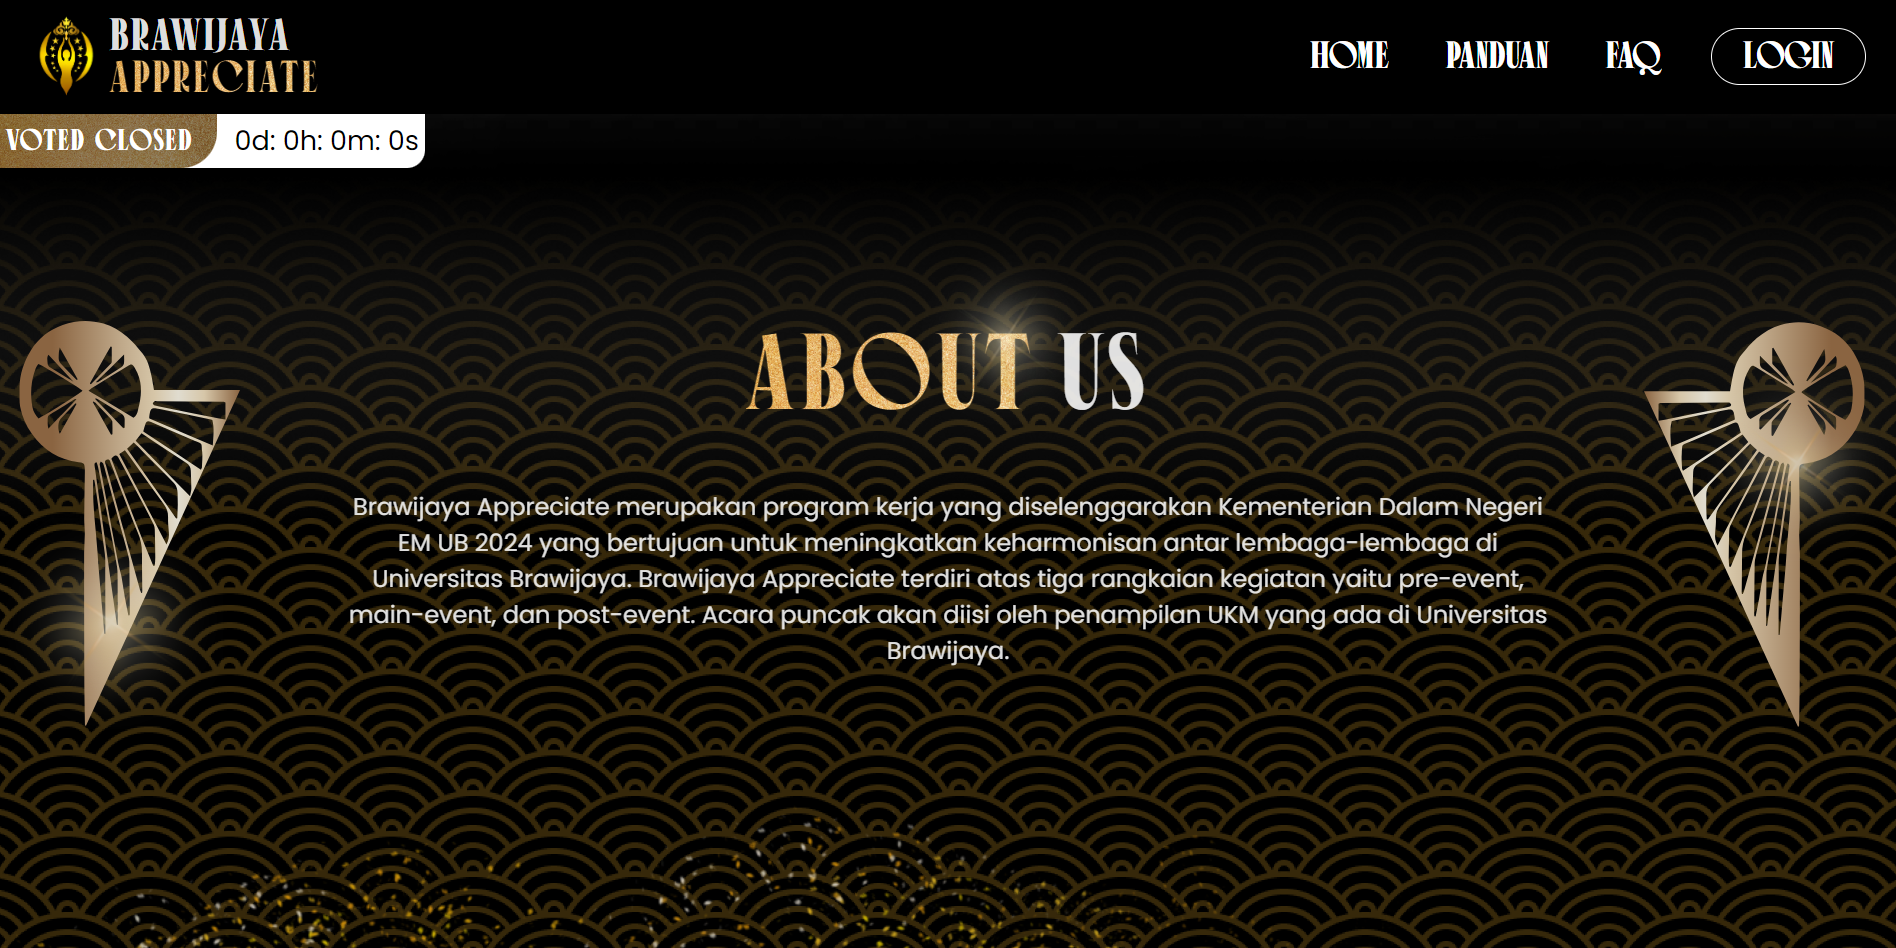 BRAWIJAYA
APPRECIATE
HOME
PANDUAN
FAQ
LOGIN
VOTED CLOSED
0d: 0h: 0m: 0s
ABOUT US
Brawijaya Appreciate merupakan program kerja yang diselenggarakan Kementerian Dalam Negeri
EM UB 2024 yang bertujuan untuk meningkatkan keharmonisan antar lembaga-lembaga di
Universitas Brawijaya. Brawijaya Appreciate terdiri atas tiga rangkaian kegiatan yaitu pre-event,
main-event, dan post-event. Acara puncak akan diisi oleh penampilan UKM yang ada di Universitas
Brawijaya.